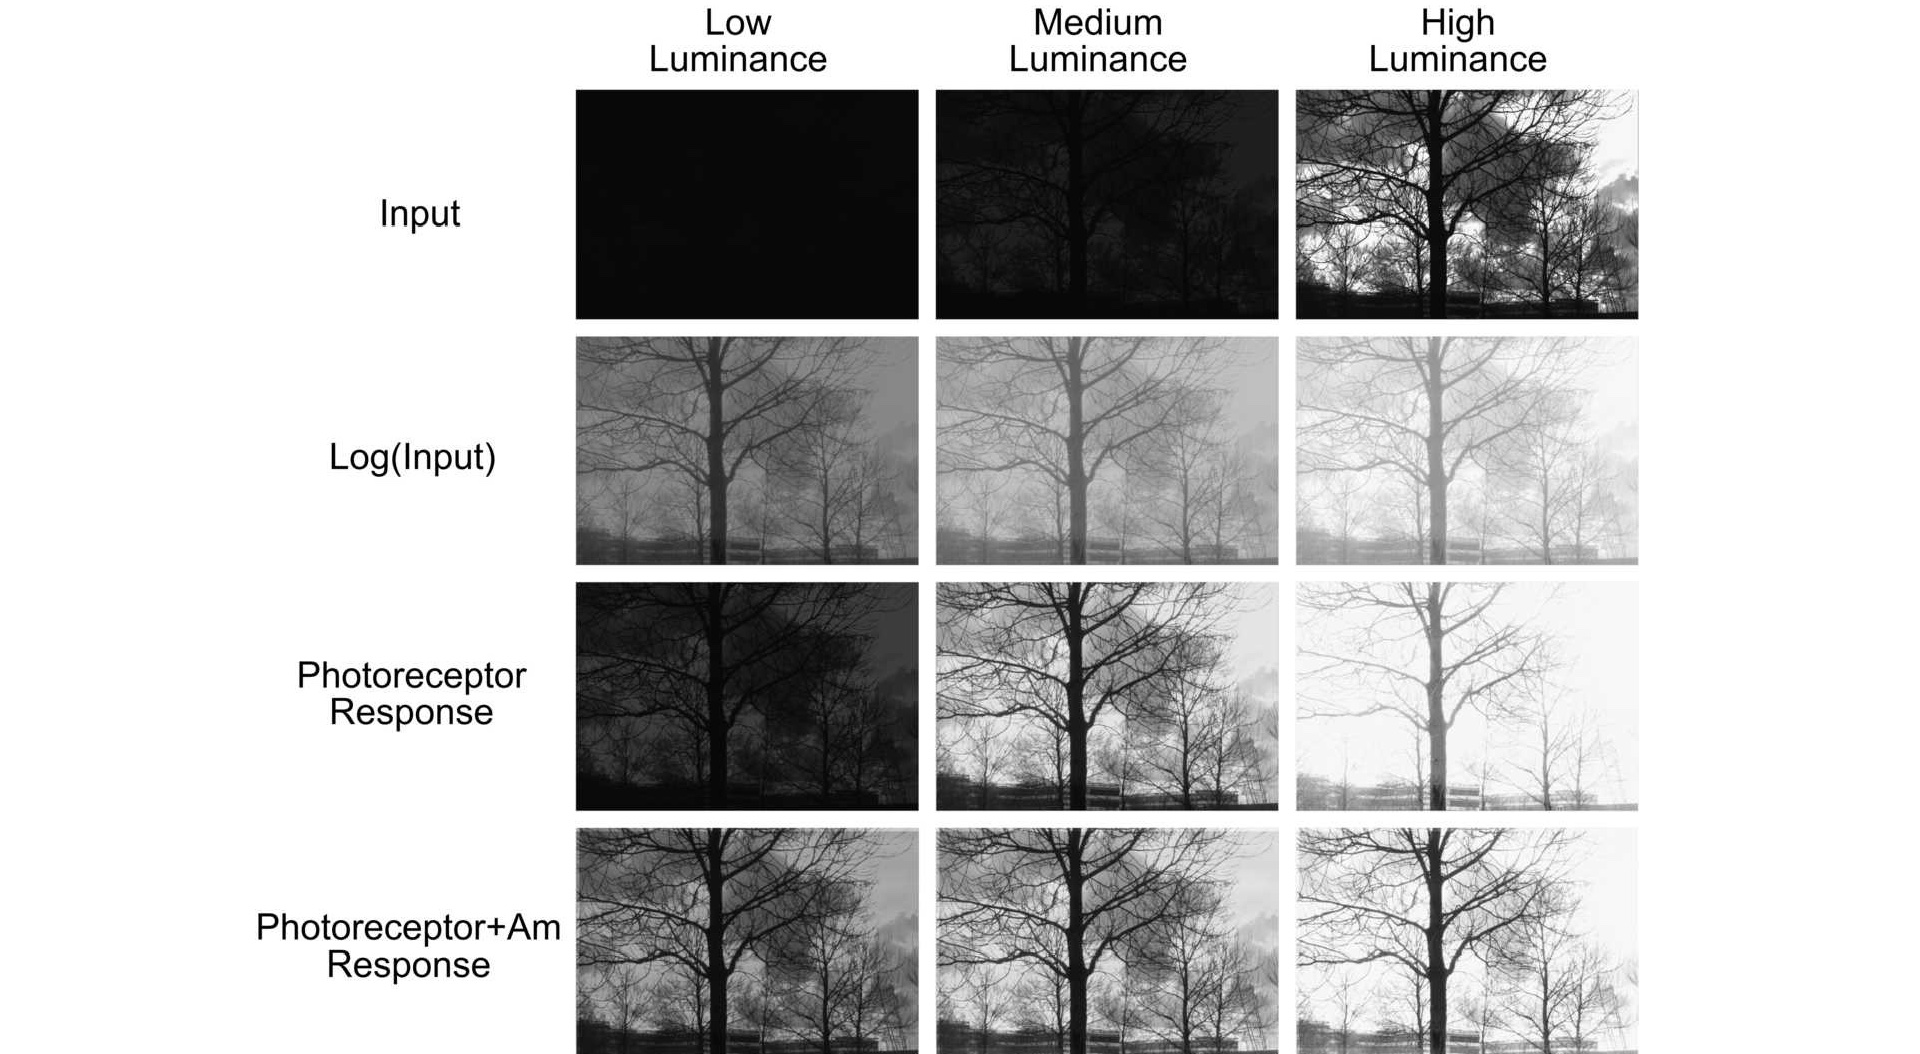 Low
Luminance
Medium
Luminance
High
Luminance
Input
Log(Input)
Photoreceptor
Response
Photoreceptor+Am
Response